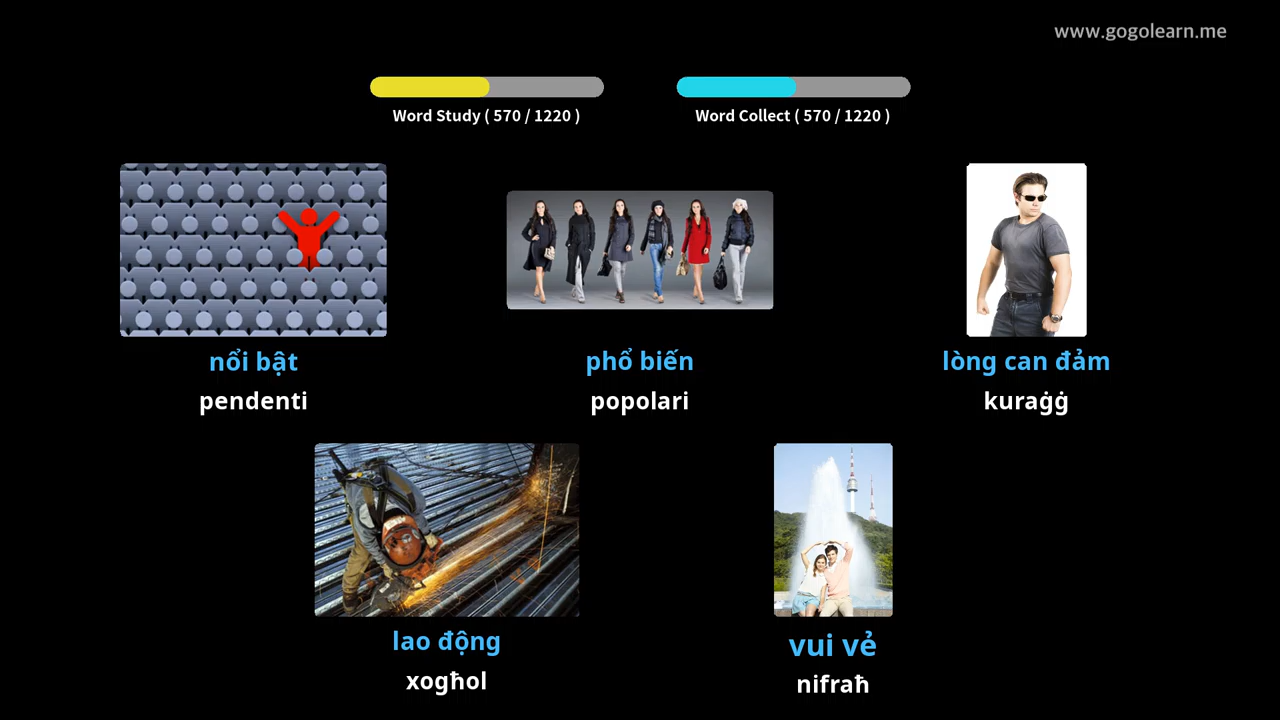 www.gogolearn.me
Word Study ( 570 / 1220 )
Word Collect ( 570 / 1220 )
nổi bật
pendenti
phổ biến
popolari
lòng can đảm
kuraġġ
lao động
xogħol
vui vẻ
nifraħ